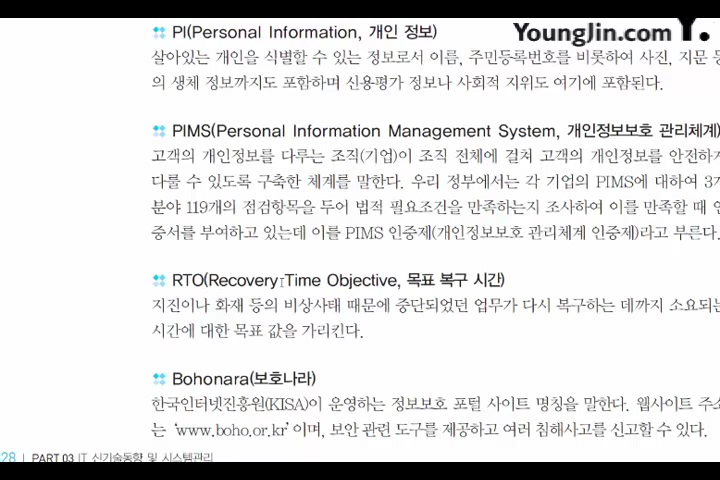 YoungJin.com Y.
PI(Personal Information, 개인 정보)
살아있는 개인을 식별할 수 있는 정보로서 이름, 주민등록번호를 비롯하여 사진, 지문
의 생체 정보까지도 포함하며 신용평가 정보나 사회적 지위도 여기에 포함된다.
PIMS(Personal Information Management System, 개인정보보호 관리체계)
고객의 개인정보를 다루는 조직(기업)이 조직 전체에 걸쳐 고객의 개인정보를 안전하게
다룰 수 있도록 구축한 체계를 말한다. 우리 정부에서는 각 기업의 PIMS에 대하여 3개
분야 119개의 점검항목을 두어 법적 필요조건을 만족하는지 조사하여 이를 만족할 때
증서를 부여하고 있는데 이를 PIMS 인증제(개인정보보호 관리체계 인증제)라고 부른다.
RTO(Recovery Time Objective, 목표 복구 시간)
지진이나 화재 등의 비상사태 때문에 중단되었던 업무가 다시 복구하는 데까지 소요되는
시간에 대한 목표 값을 가리킨다.
Bohonara(보호나라)
한국인터넷진흥원(KISA)이 운영하는 정보보호 포털 사이트 명칭을 말한다. 웹사이트 주소
는 'www.boho.or.kr'이며, 보안 관련 도구를 제공하고 여러 침해사고를 신고할 수 있다.
28 | PART 03 IT 신기술동향 및 시스템관리